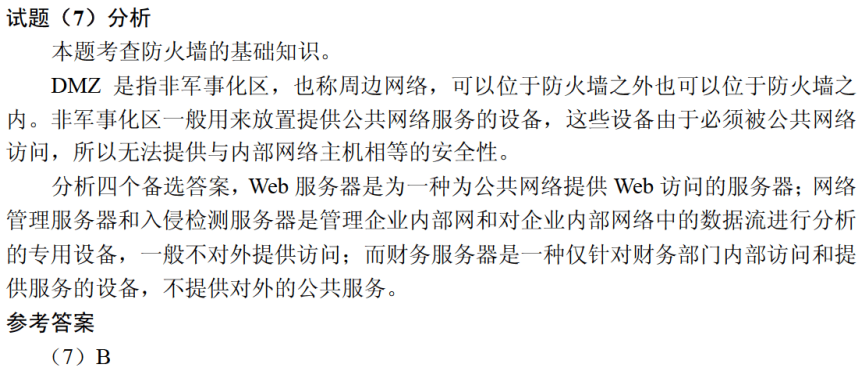 试题（7）分析
本题考查防火墙的基础知识。
DMZ 是指非军事化区，也称周边网络，可以位于防火墙之外也可以位于防火墙之
内。非军事化区一般用来放置提供公共网络服务的设备，这些设备由于必须被公共网络
访问，所以无法提供与内部网络主机相等的安全性。
分析四个备选答案，Web 服务器是为一种为公共网络提供 Web 访问的服务器；网络
管理服务器和入侵检测服务器是管理企业内部网和对企业内部网络中的数据流进行分析
的专用设备，一般不对外提供访问；而财务服务器是一种仅针对财务部门内部访问和提
供服务的设备，不提供对外的公共服务。
参考答案
（7）B